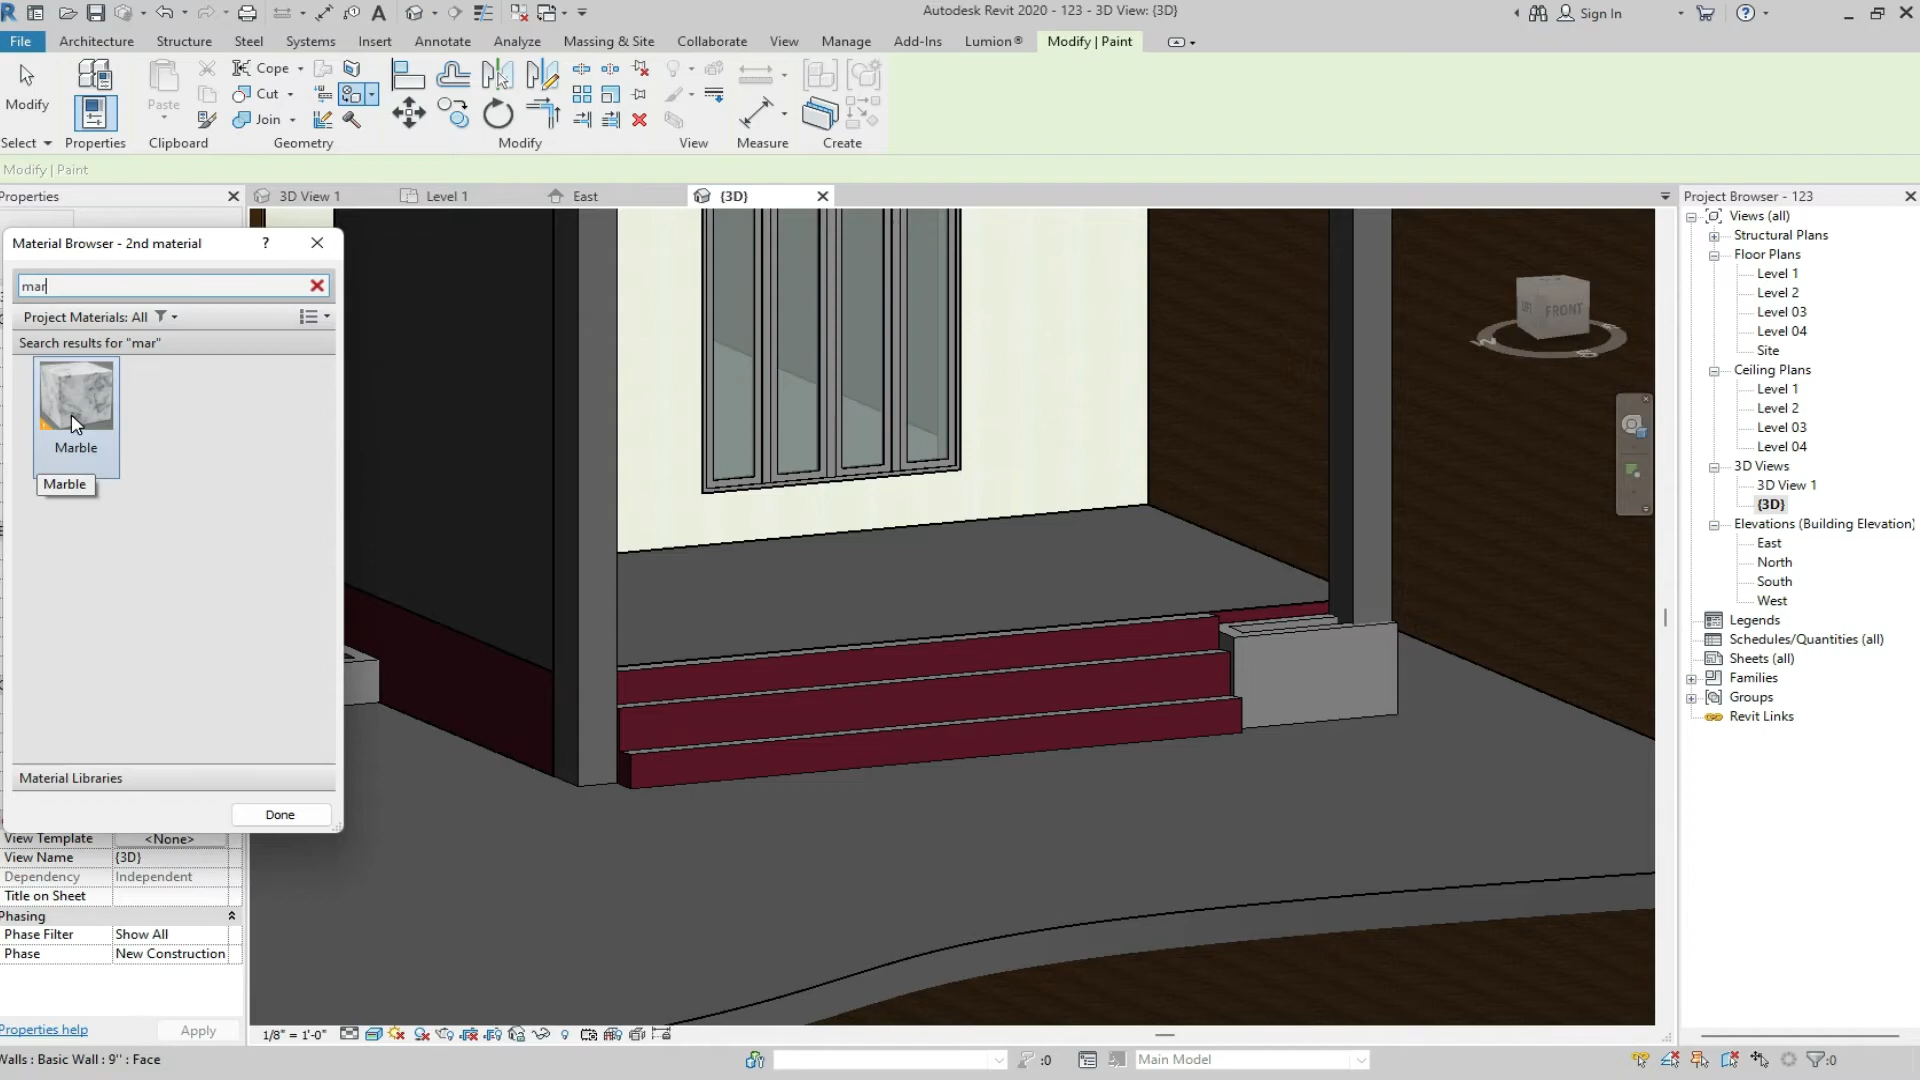 Autodesk Revit 2020 - 123 - 3D View: {3D}
Sign In
File Architecture Structure Steel Systems Insert Annotate Analyze Massing & Site Collaborate View Manage Add-Ins Lumion® Modify | Paint
Modify
Paste
Cope
Cut
Join
Select Properties Clipboard Geometry Modify View Measure Create
Modify | Paint
Properties
3D View 1
Level 1
East
{3D}
Material Browser - 2nd material
?
mar
Project Materials: All
Search results for "mar"
Marble
Marble
Material Libraries
Done
View Template <None>
View Name {3D}
Dependency Independent
Title on Sheet
Phasing
Phase Filter Show All
Phase New Construction
Properties help
Apply
FRONT
Project Browser - 123
Views (all)
Structural Plans
Floor Plans
Level 1
Level 2
Level 03
Level 04
Site
Ceiling Plans
Level 1
Level 2
Level 03
Level 04
3D Views
3D View 1
{3D}
Elevations (Building Elevation)
East
North
South
West
Legends
Schedules/Quantities (all)
Sheets (all)
Families
Groups
Revit Links
1/8" = 1'-0"
Walls : Basic Wall : 9" : Face
:0
Main Model
:0